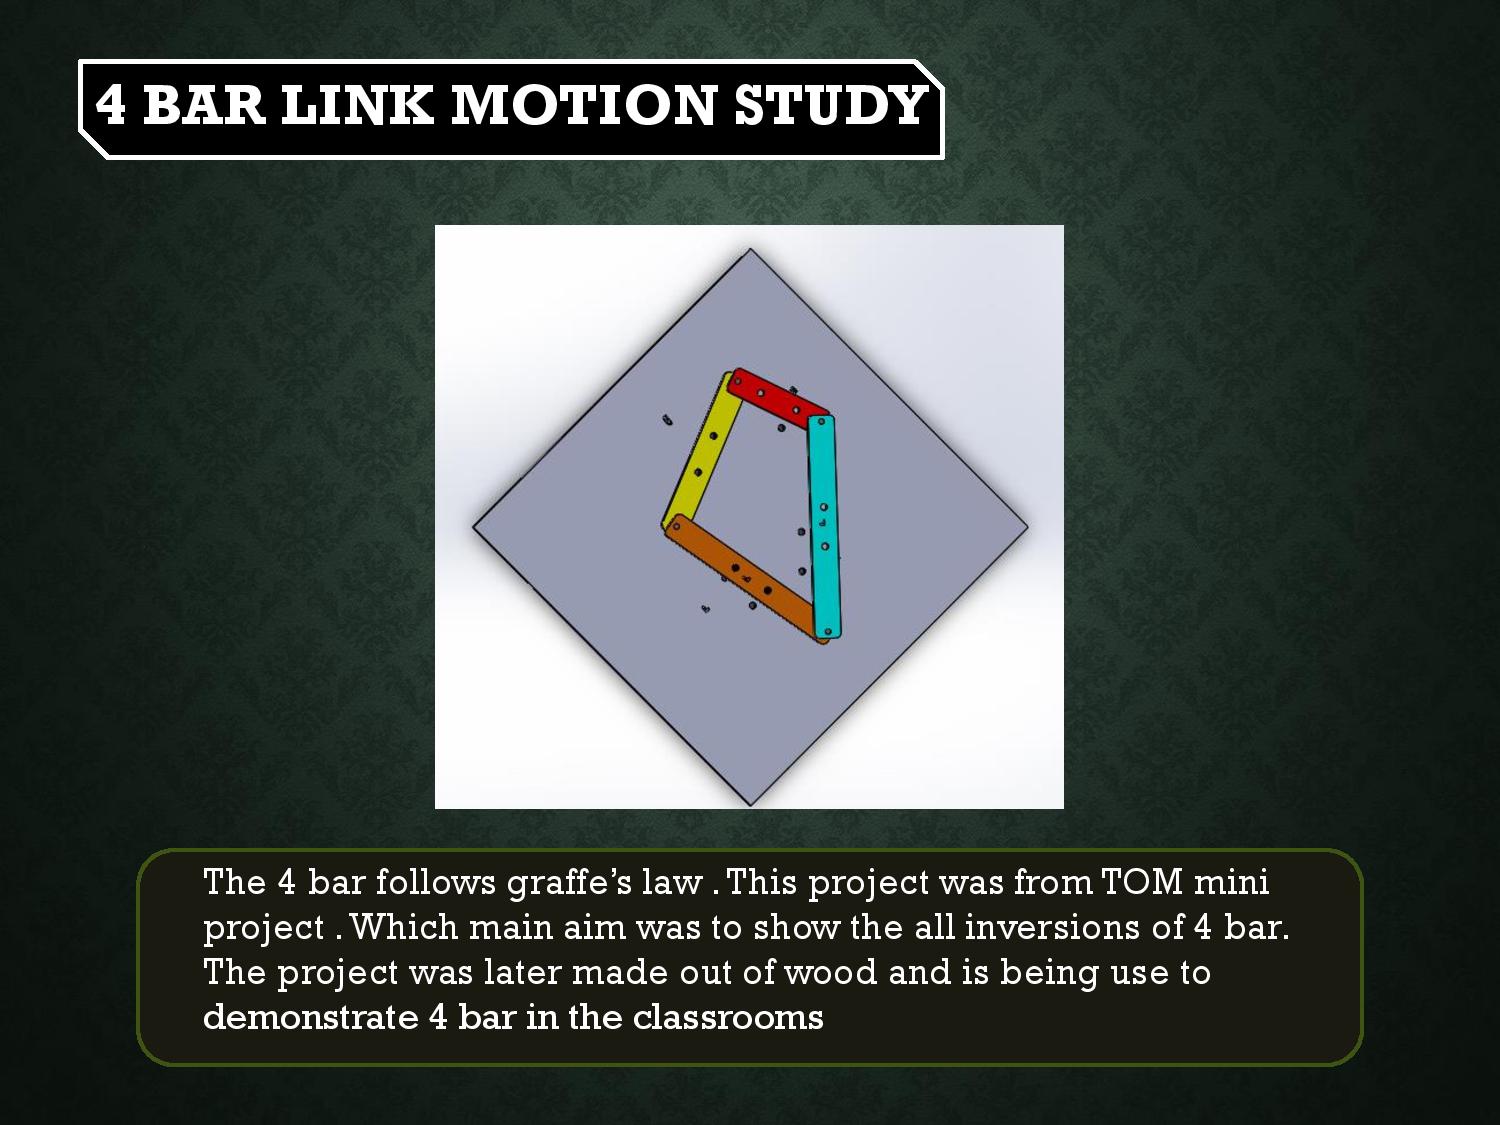 4 BAR LINK MOTION STUDY
The 4 bar follows graffe’s law . This project was from TOM mini
project . Which main aim was to show the all inversions of 4 bar.
The project was later made out of wood and is being use to
demonstrate 4 bar in the classrooms